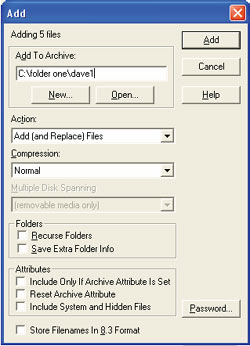 Add
Adding 5 files
Add To Archive:
C:\folder one\dave1
New...
Open...
Add
Cancel
Help
Action:
Add (and Replace) Files
Compression:
Normal
Multiple Disk Spanning
(removable media only)
Folders
Recurse Folders
Save Extra Folder Info
Attributes
Include Only If Archive Attribute Is Set
Reset Archive Attribute
Include System and Hidden Files
Password...
Store Filenames In 8.3 Format